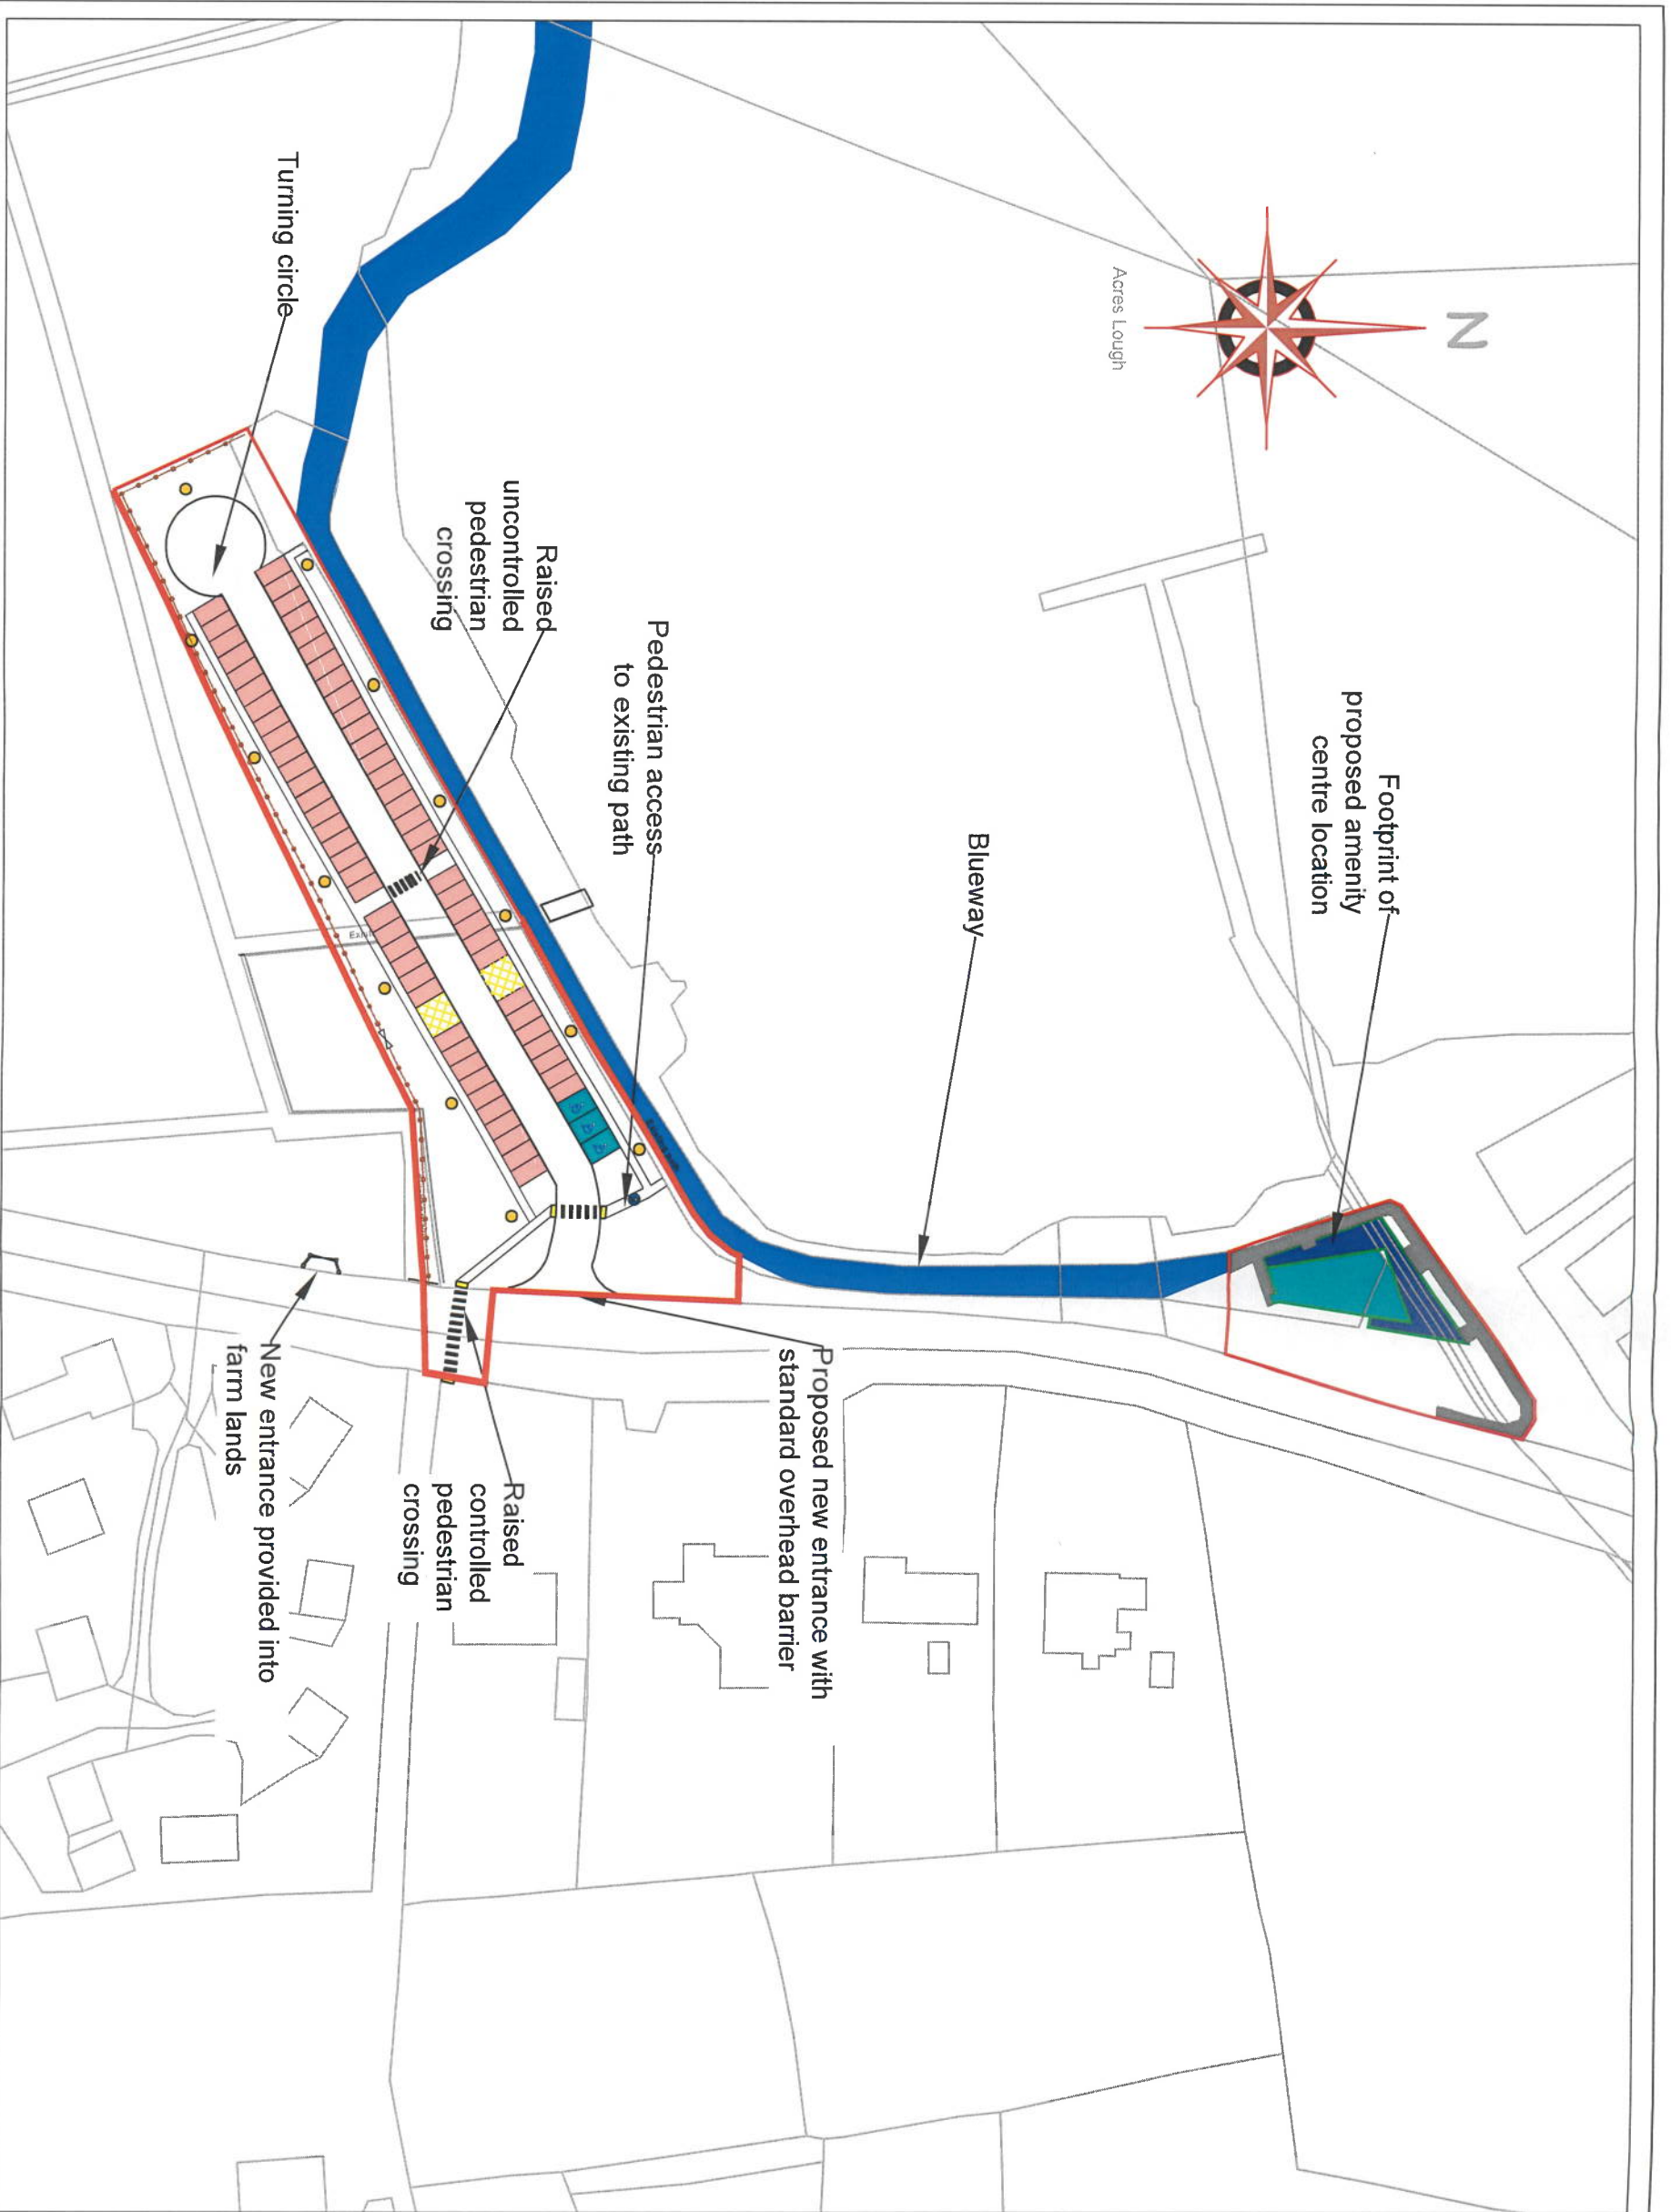 N
Acres Lough
Footprint of
proposed amenity
centre location
Blueway
Pedestrian access
to existing path
Raised
uncontrolled
pedestrian
crossing
Turning circle
Proposed new entrance with
standard overhead barrier
Raised
controlled
pedestrian
crossing
New entrance provided into
farm lands